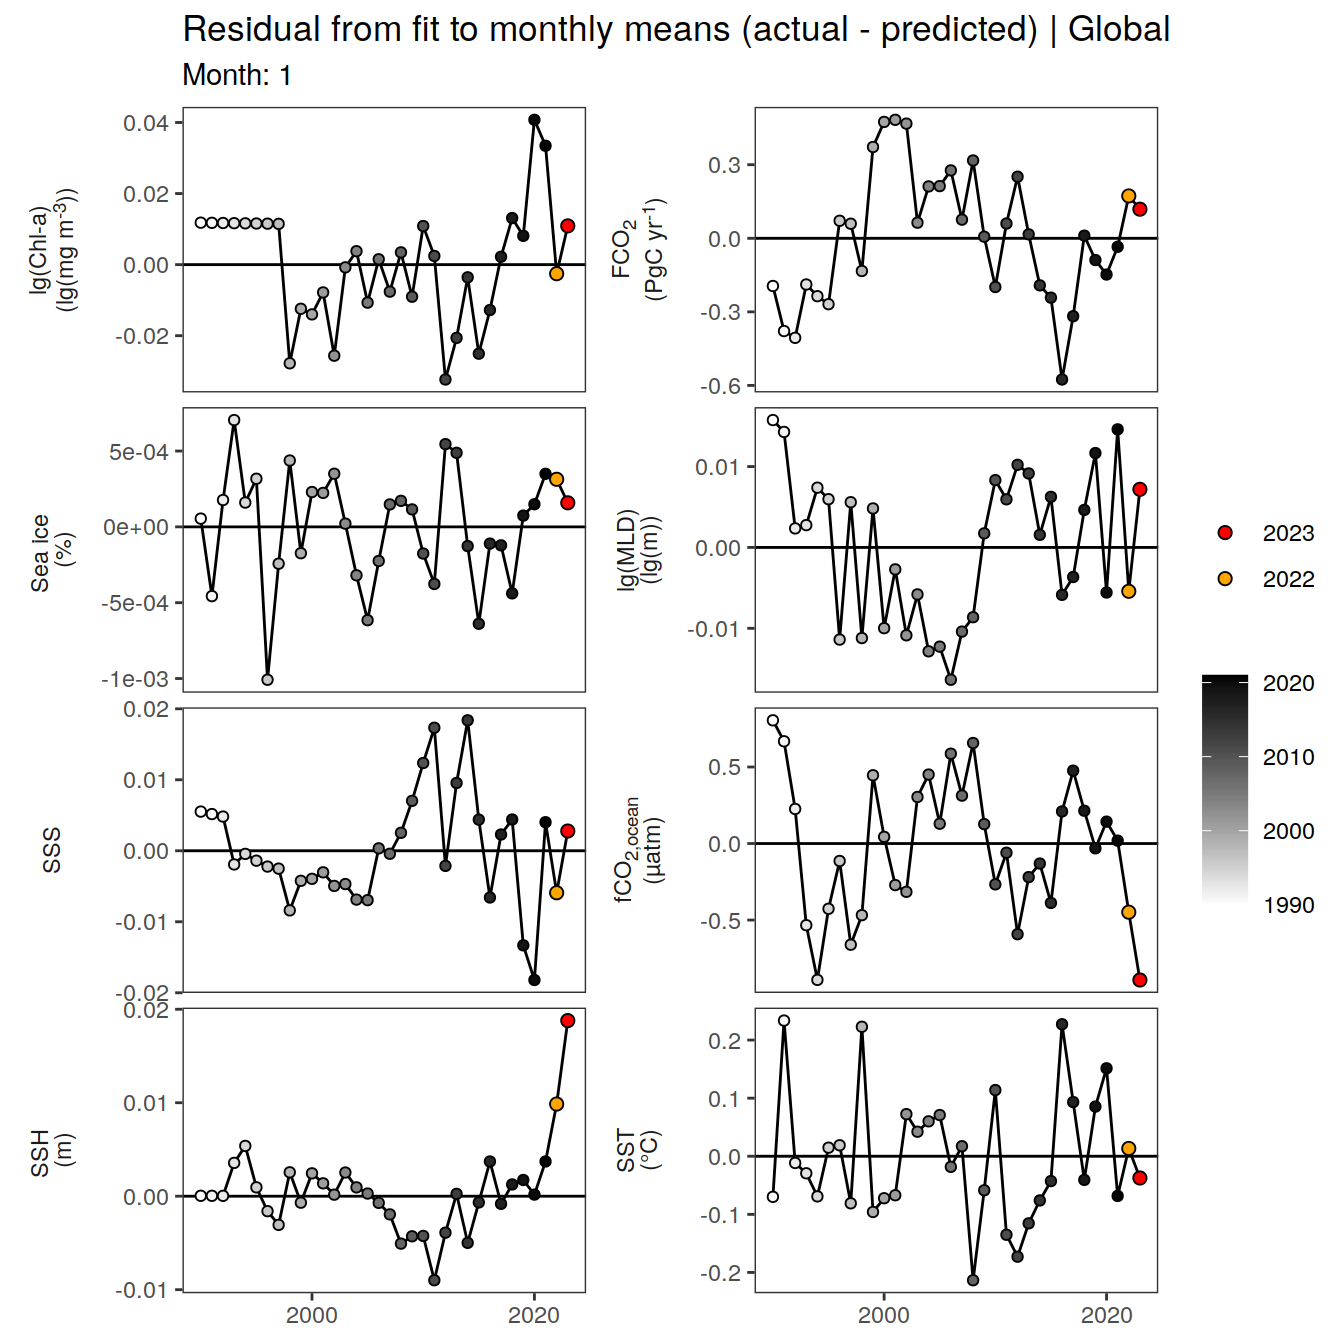 Residual from fit to monthly means (actual - predicted) | Global
Month: 1
lg(Chl-a)
(lg(mg m-3))
0.04
0.02
0.00
-0.02
FCO2
(PgC yr-1)
0.3
0.0
-0.3
-0.6
Sea ice
(%)
5e-04
0e+00
-5e-04
-1e-03
lg(MLD)
(lg(m))
0.01
0.00
-0.01
SSS
0.02
0.01
0.00
-0.01
-0.02
fCO2,ocean
(µatm)
0.5
0.0
-0.5
SSH
(m)
0.02
0.01
0.00
-0.01
2000
2020
SST
(°C)
0.2
0.1
0.0
-0.1
-0.2
2000
2020
2023
2022
2020
2010
2000
1990